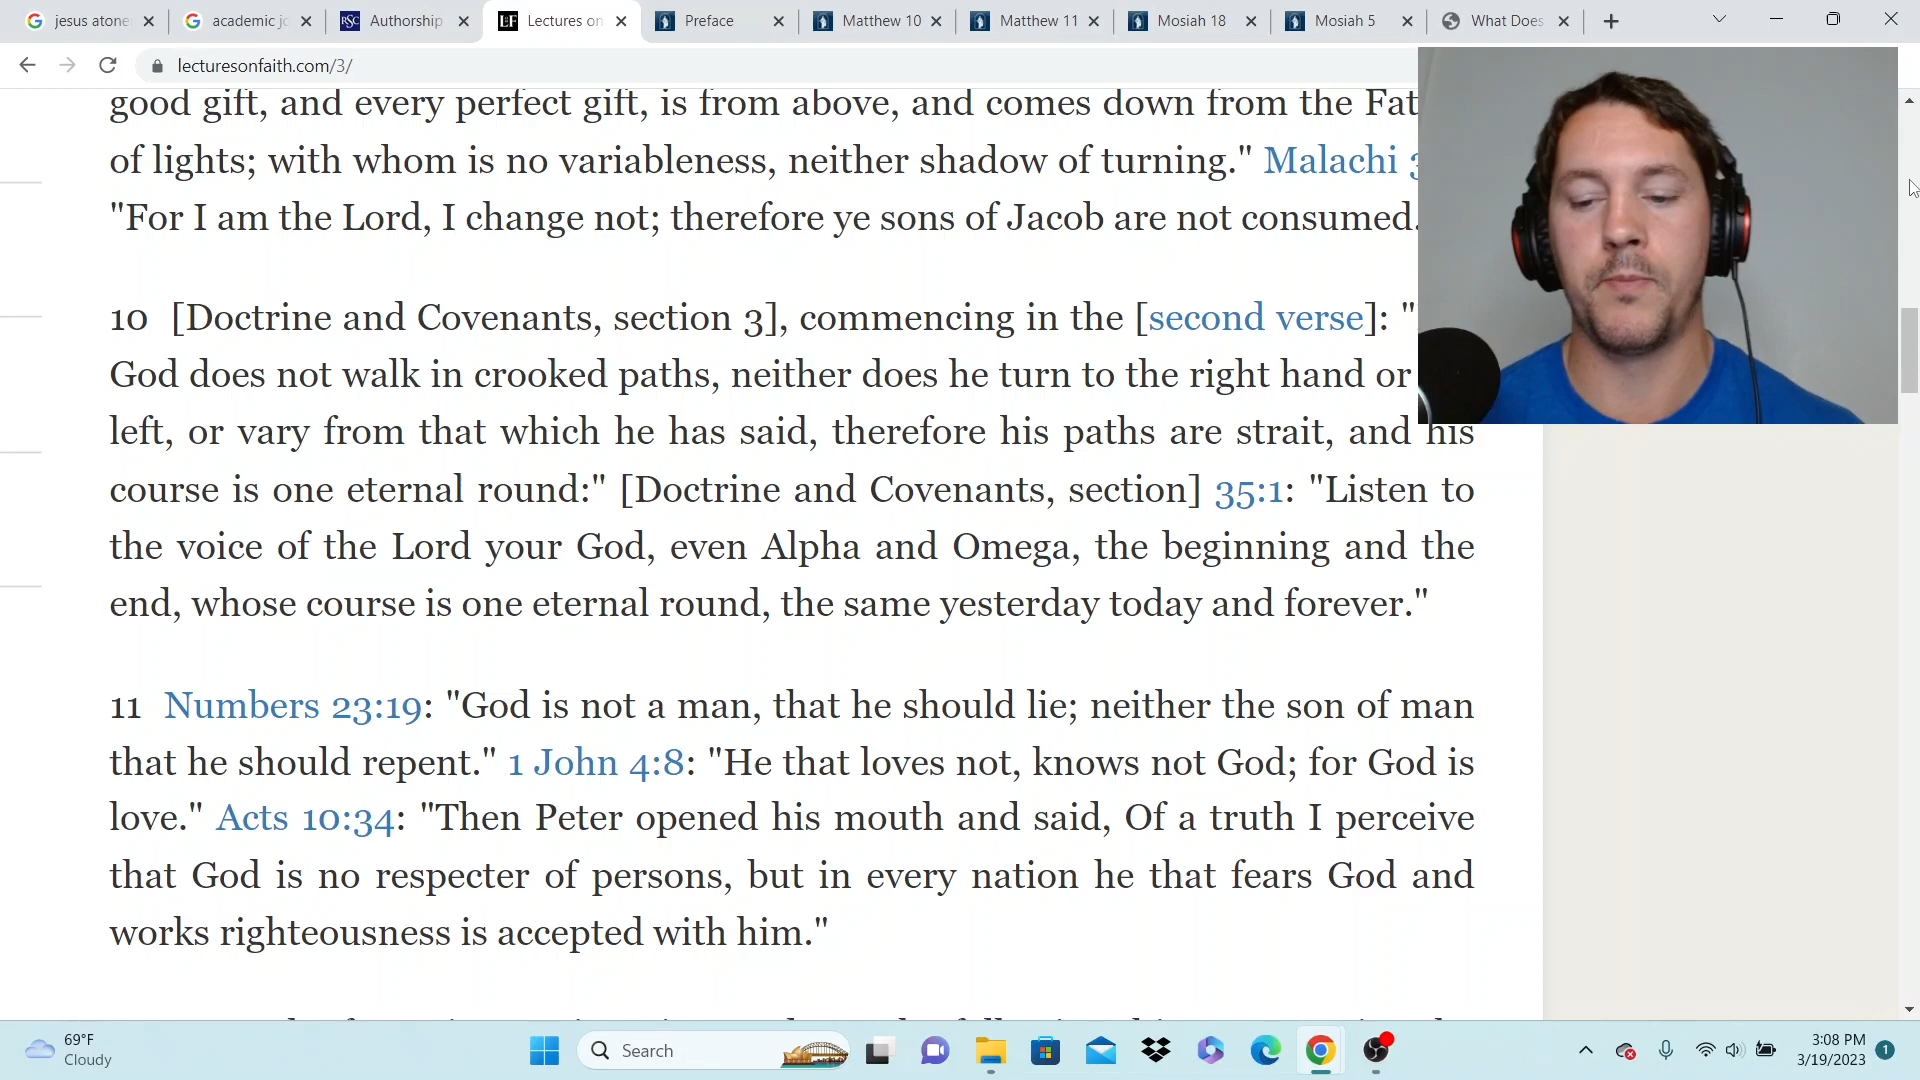 jesus atone
academic jo
RSC Authorship
L&F Lectures on
Preface
Matthew 10
Matthew 11
Mosiah 18
Mosiah 5
What Does
lecturesonfaith.com/3/
good gift, and every perfect gift, is from above, and comes down from the Fat
of lights; with whom is no variableness, neither shadow of turning." Malachi 3
"For I am the Lord, I change not; therefore ye sons of Jacob are not consumed.
10 [Doctrine and Covenants, section 3], commencing in the [second verse]: "
God does not walk in crooked paths, neither does he turn to the right hand or
left, or vary from that which he has said, therefore his paths are strait, and his
course is one eternal round:" [Doctrine and Covenants, section] 35:1: "Listen to
the voice of the Lord your God, even Alpha and Omega, the beginning and the
end, whose course is one eternal round, the same yesterday today and forever."
11 Numbers 23:19: "God is not a man, that he should lie; neither the son of man
that he should repent." 1 John 4:8: "He that loves not, knows not God; for God is
love." Acts 10:34: "Then Peter opened his mouth and said, Of a truth I perceive
that God is no respecter of persons, but in every nation he that fears God and
works righteousness is accepted with him."
69°F
Cloudy
Search
3:08 PM
3/19/2023
1